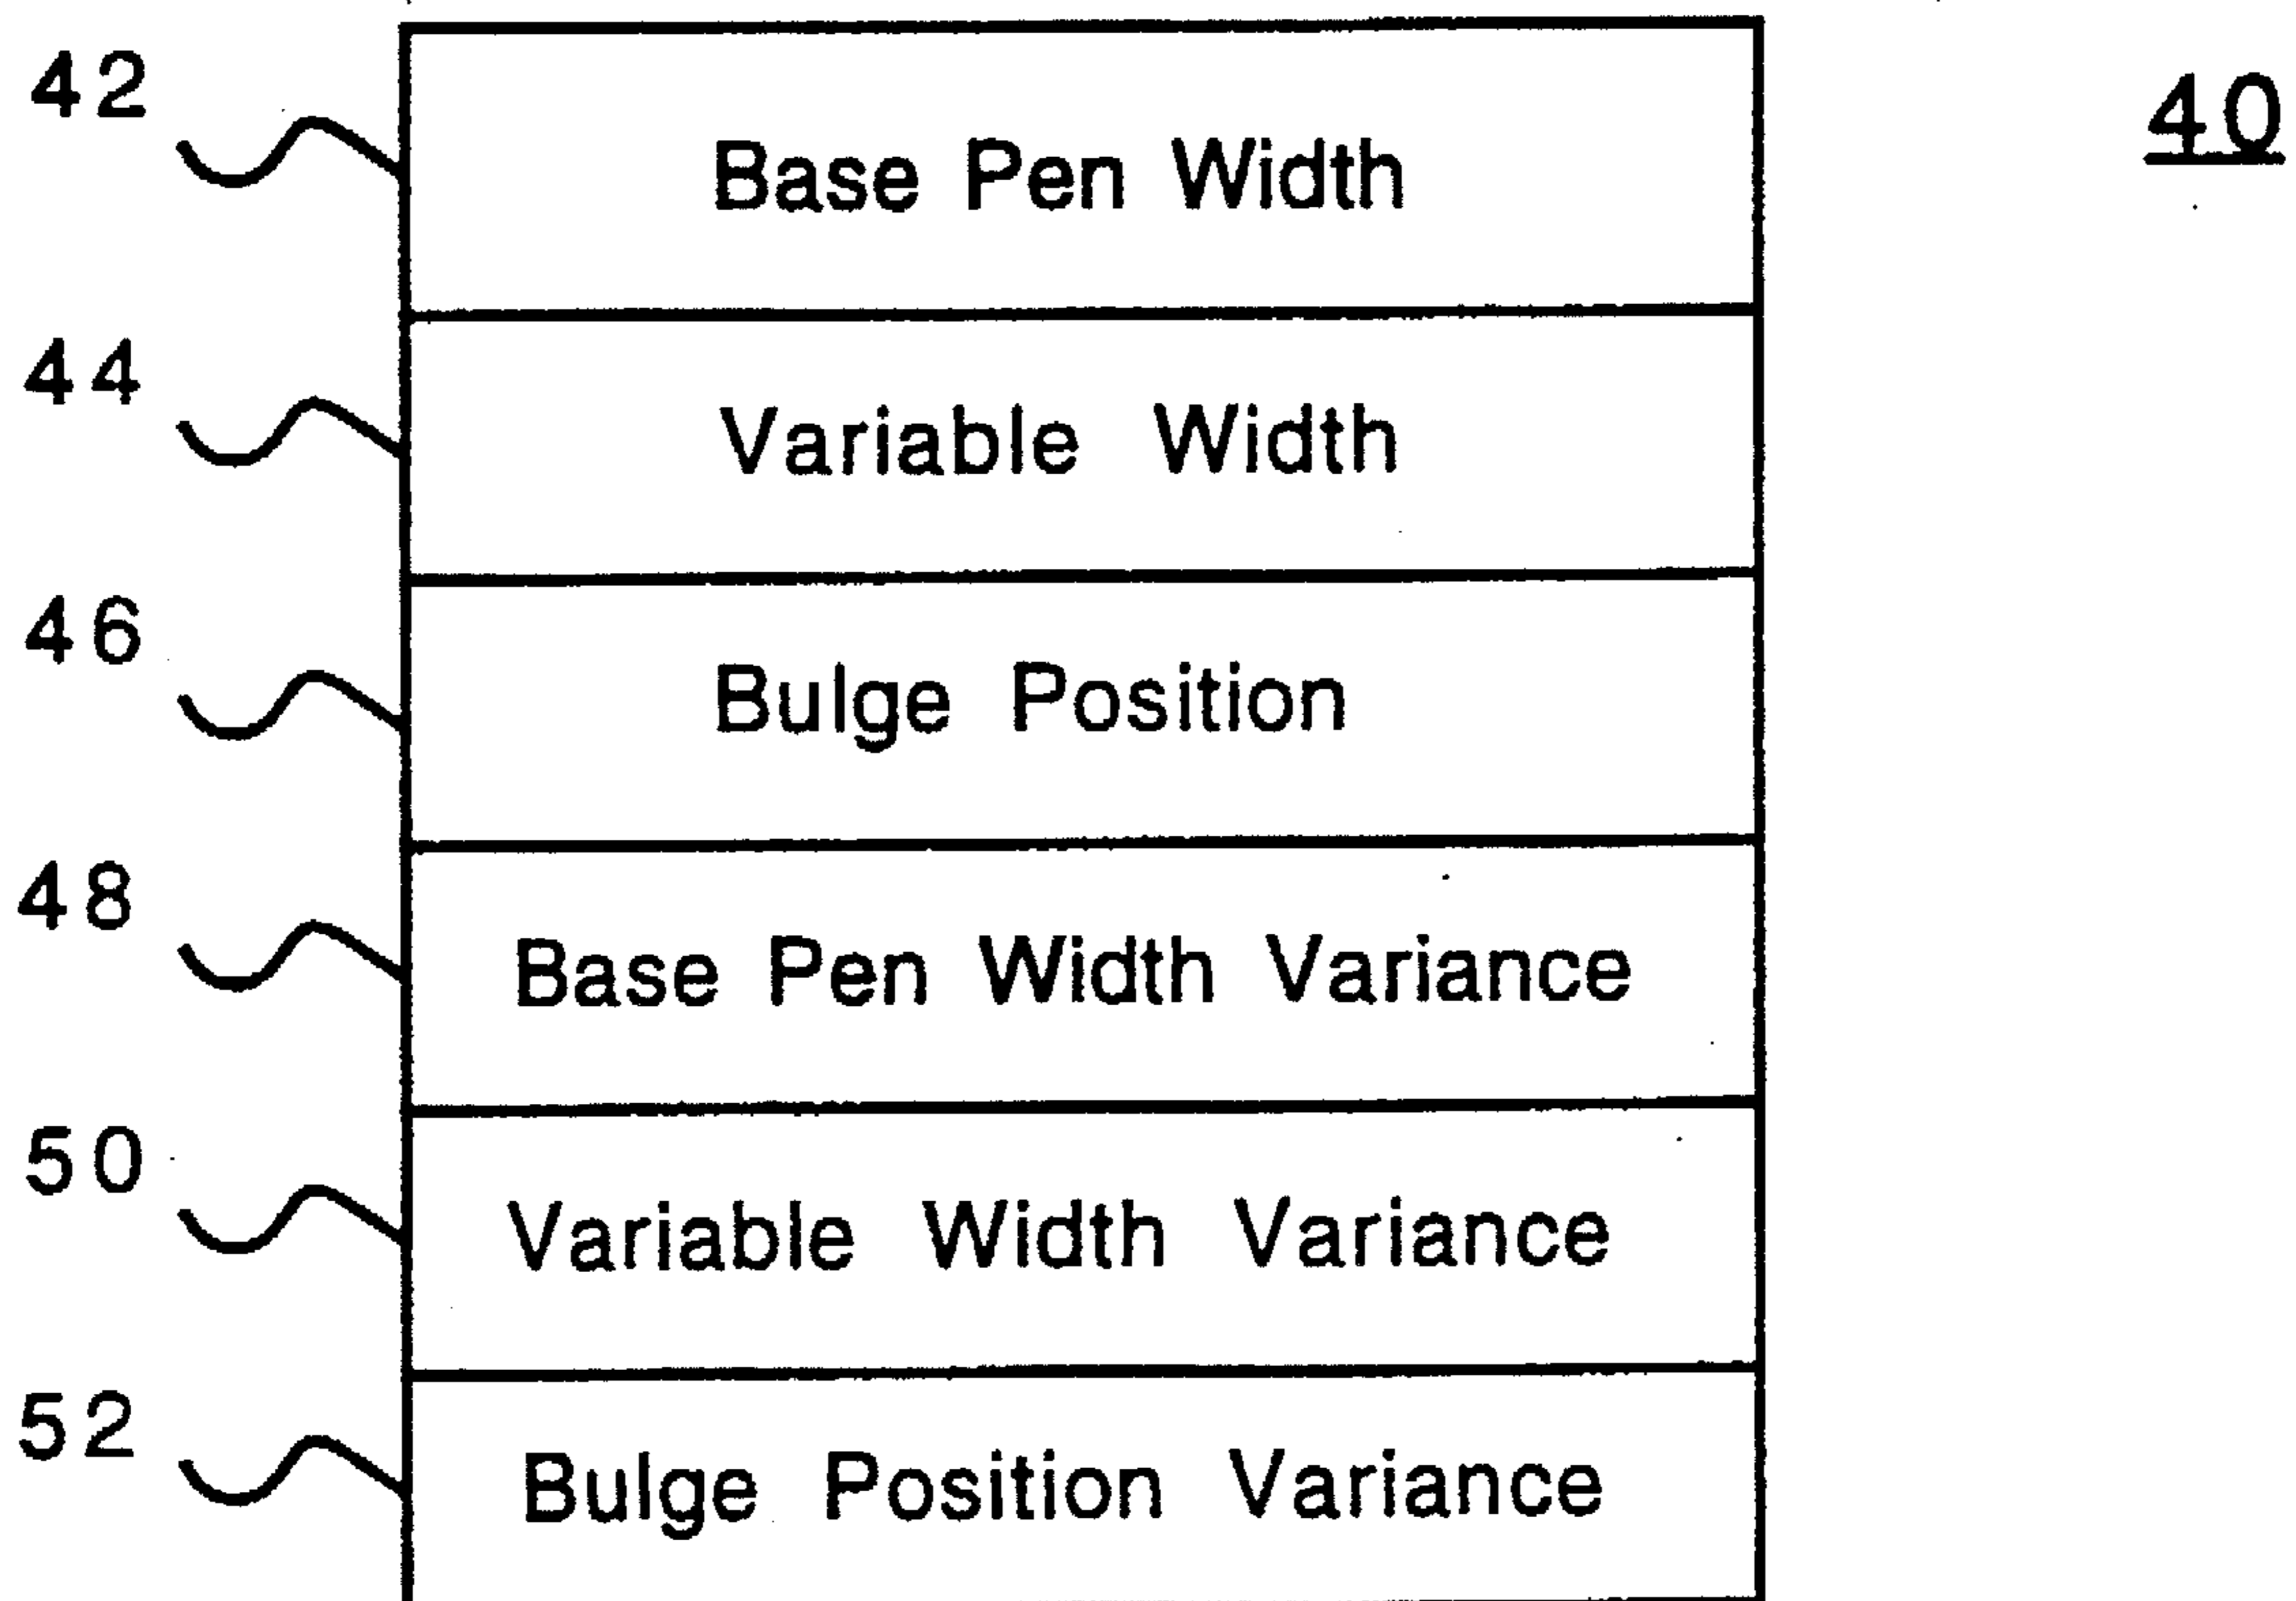 42
Base Pen Width
40
44
Variable Width
46
Bulge Position
48
Base Pen Width Variance
50
Variable Width Variance
52
Bulge Position Variance